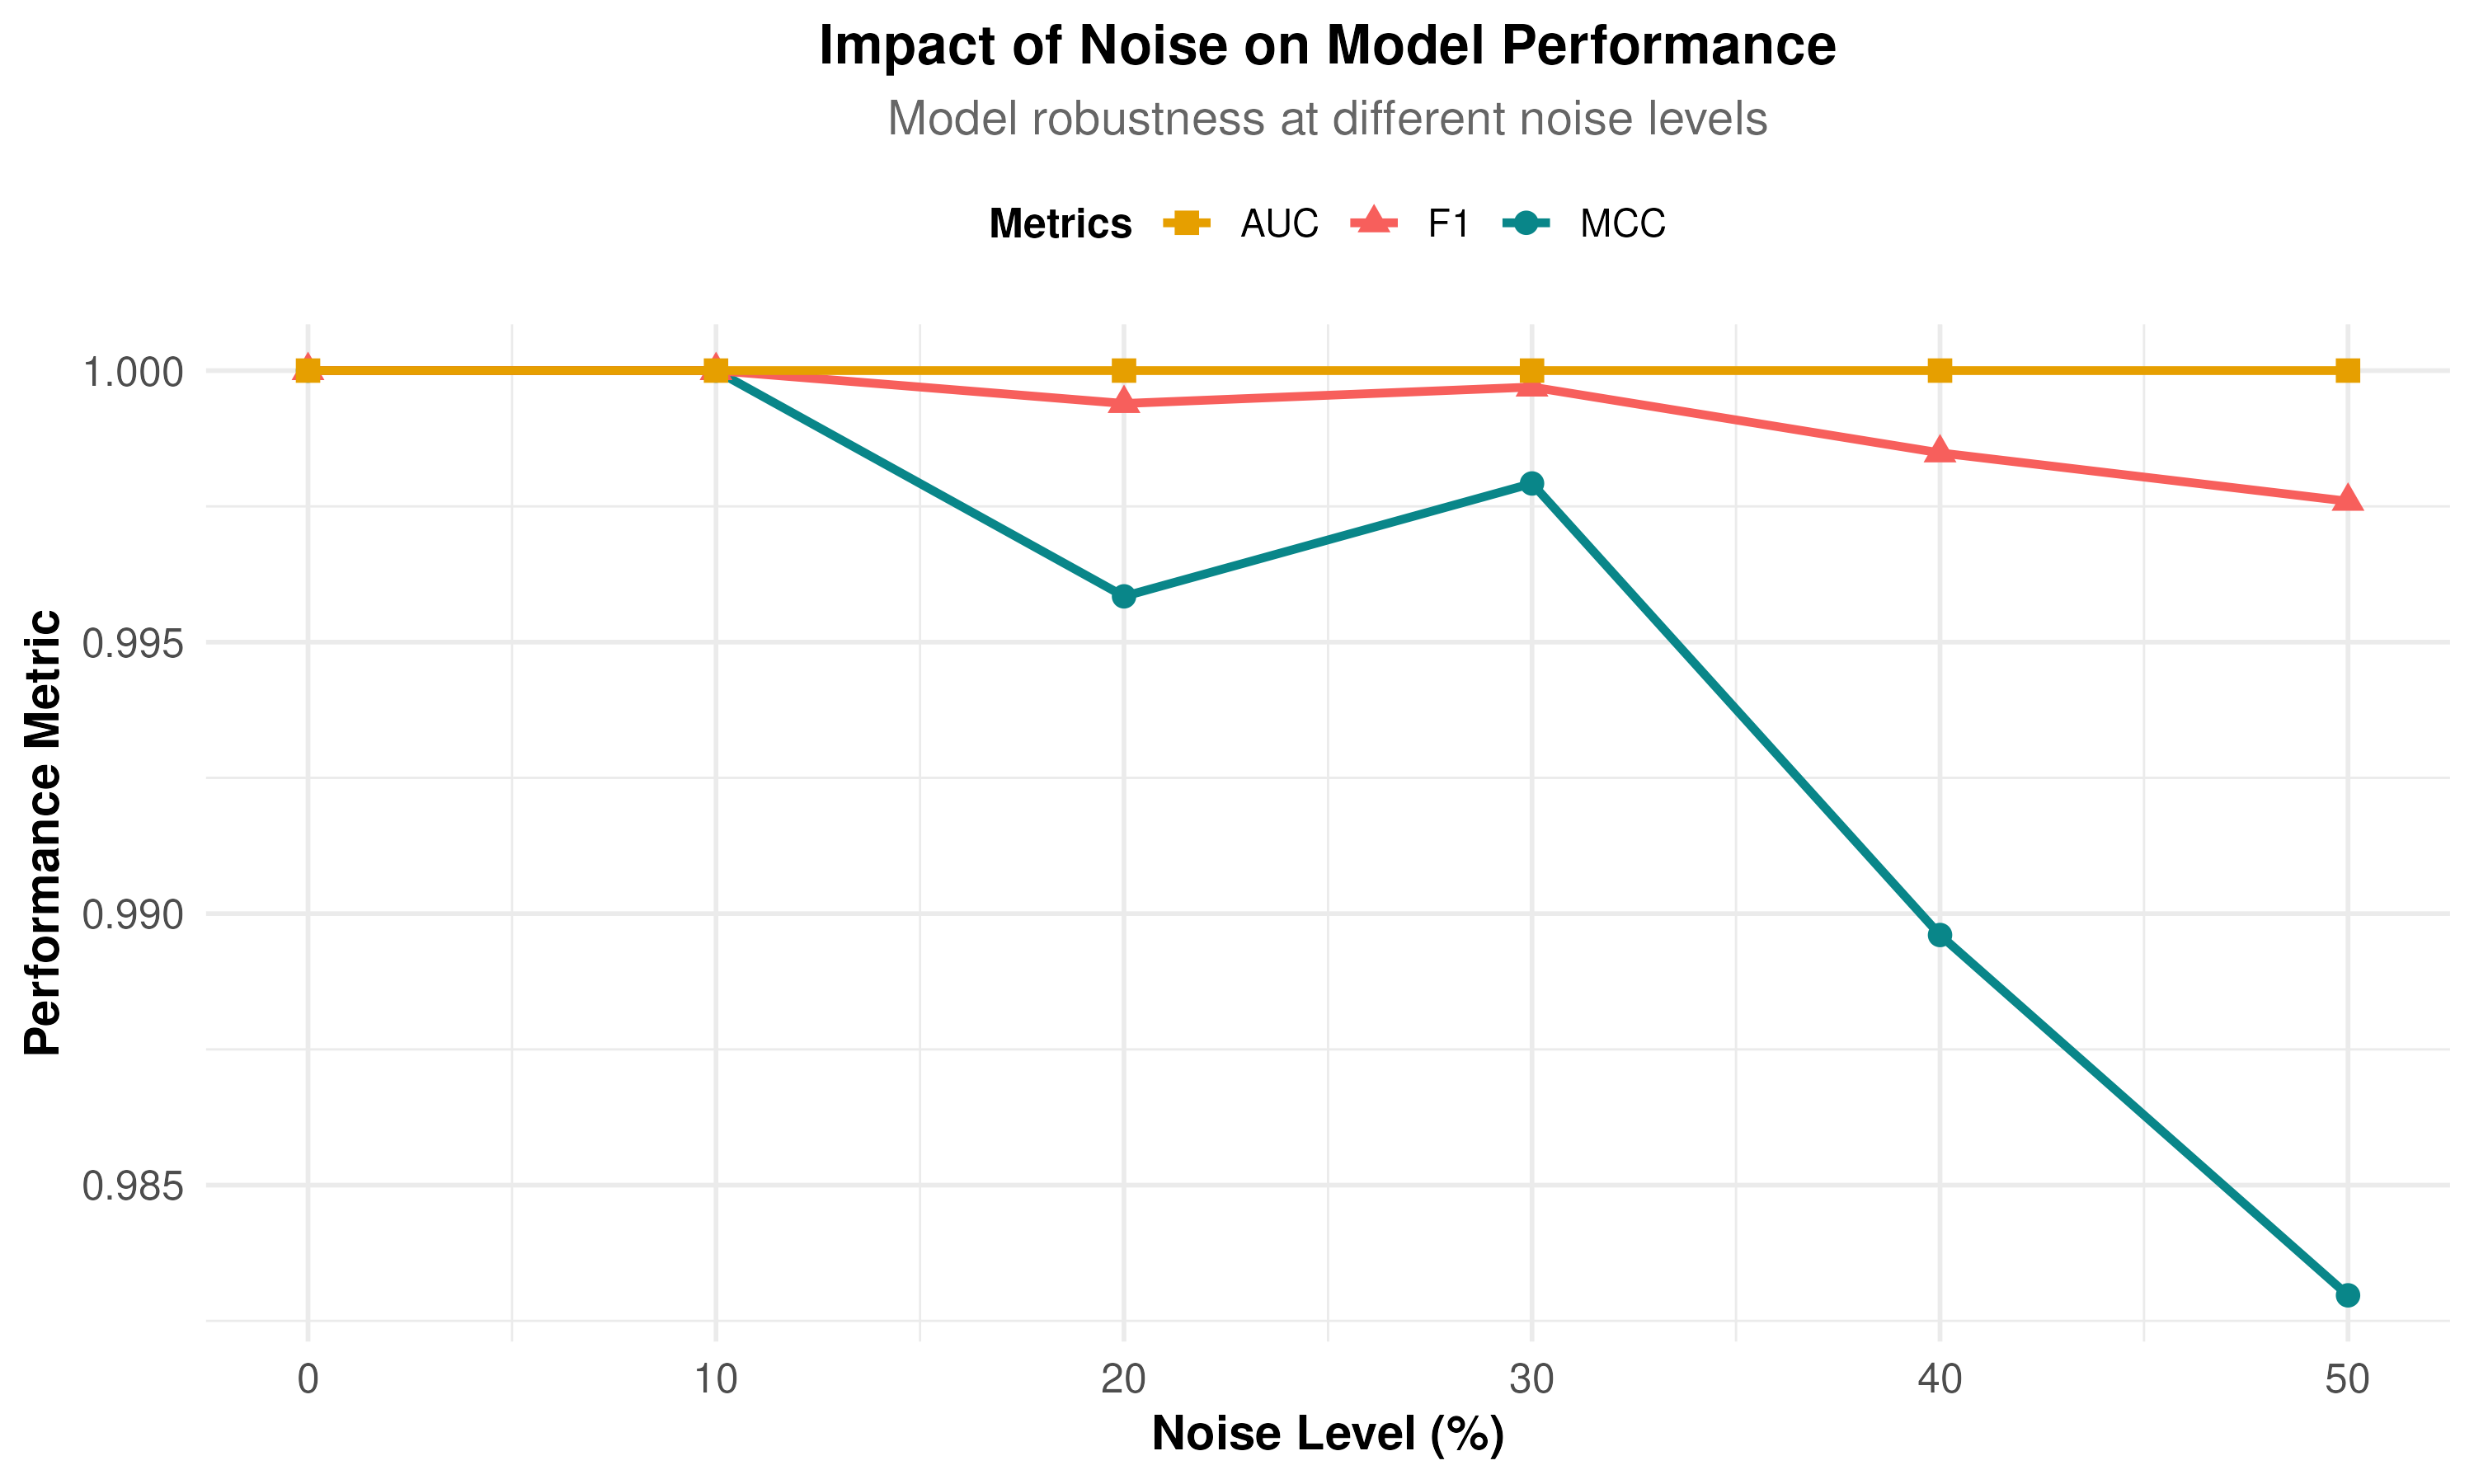 Impact of Noise on Model Performance
Model robustness at different noise levels
Metrics AUC F1 MCC
Performance Metric
1.000
0.995
0.990
0.985
0 10 20 30 40 50
Noise Level (%)